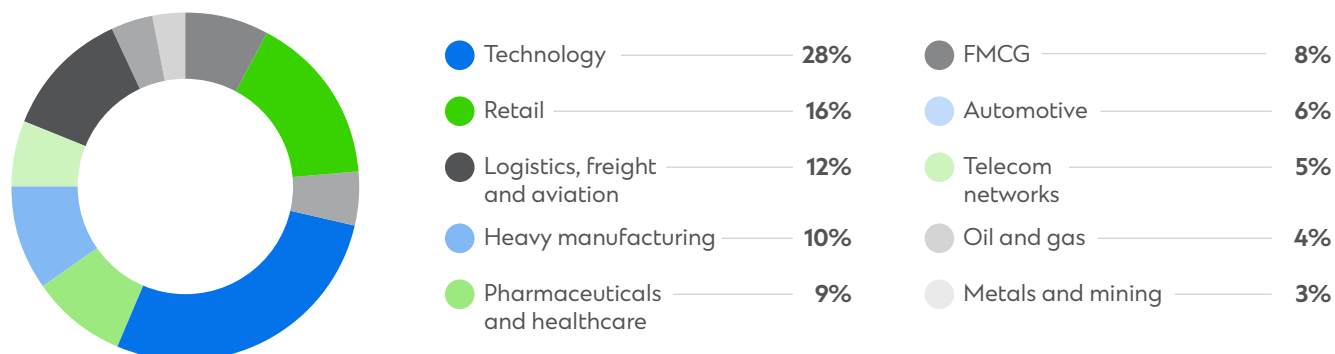 Technology 28%
Retail 16%
Logistics, freight 12%
and aviation
Heavy manufacturing 10%
Pharmaceuticals 9%
and healthcare
FMCG 8%
Automotive 6%
Telecom 5%
networks
Oil and gas 4%
Metals and mining 3%